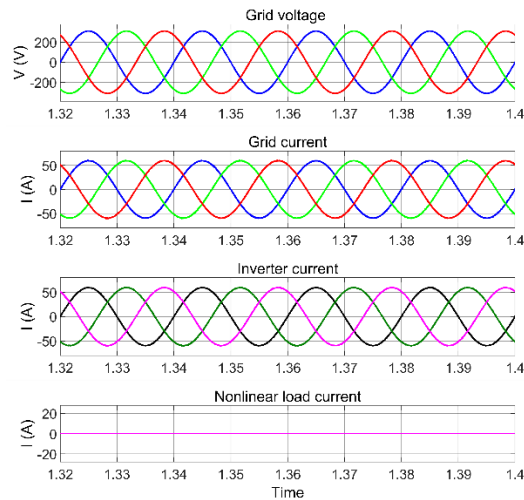 Grid voltage
V (V)
200
0
-200
1.32 1.33 1.34 1.35 1.36 1.37 1.38 1.39 1.4
Grid current
I (A)
50
0
-50
1.32 1.33 1.34 1.35 1.36 1.37 1.38 1.39 1.4
Inverter current
I (A)
50
0
-50
1.32 1.33 1.34 1.35 1.36 1.37 1.38 1.39 1.4
Nonlinear load current
I (A)
20
0
-20
1.32 1.33 1.34 1.35 1.36 1.37 1.38 1.39 1.4
Time